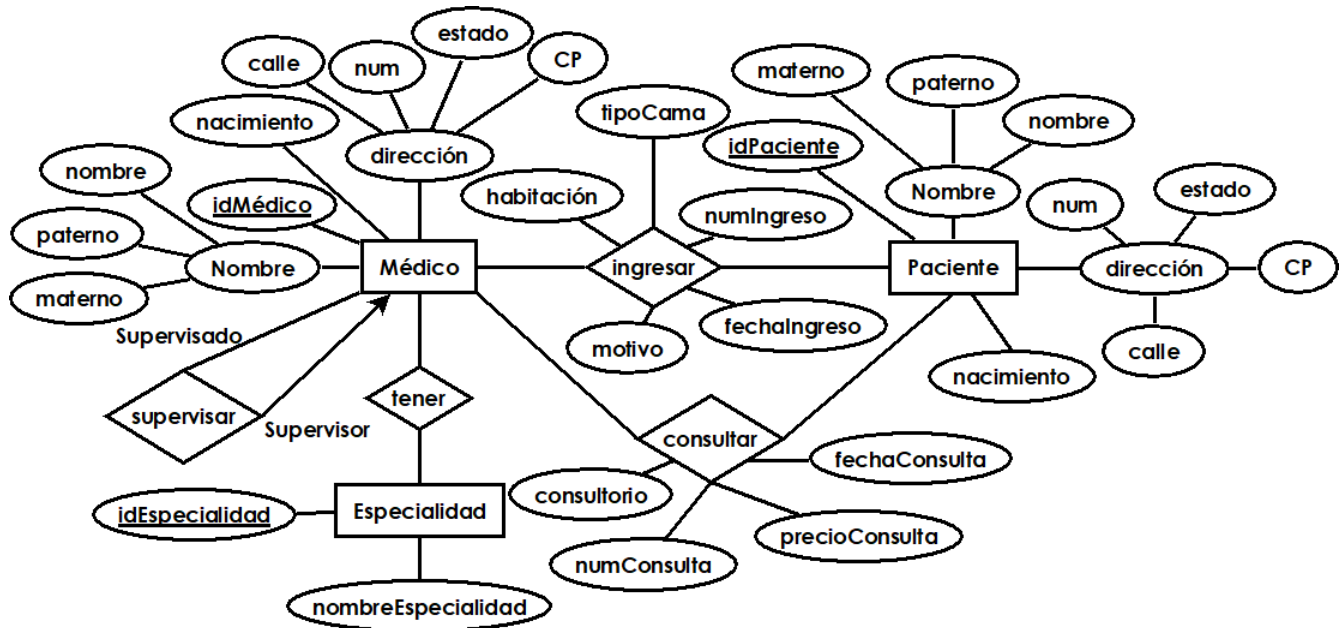 estado
calle
num
CP
materno
paterno
tipoCama
nacimiento
nombre
idPaciente
dirección
nombre
habitación
Nombre
estado
idMédico
numIngreso
num
paterno
Nombre
Médico
ingresar
Paciente
dirección
CP
materno
Supervisado
fechaIngreso
motivo
calle
nacimiento
tener
supervisar
Supervisor
consultar
fechaConsulta
consultorio
idEspecialidad
Especialidad
precioConsulta
numConsulta
nombreEspecialidad